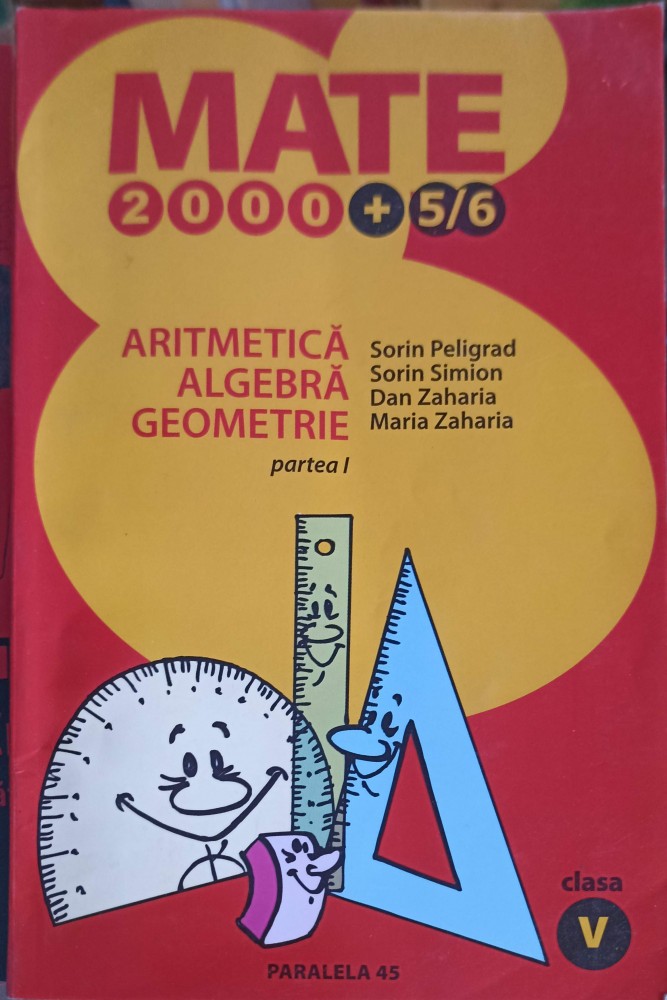 MATE
2000+5/6
ARITMETICĂ
ALGEBRĂ
GEOMETRIE
partea I
Sorin Peligrad
Sorin Simion
Dan Zaharia
Maria Zaharia
clasa
V
PARALELA 45